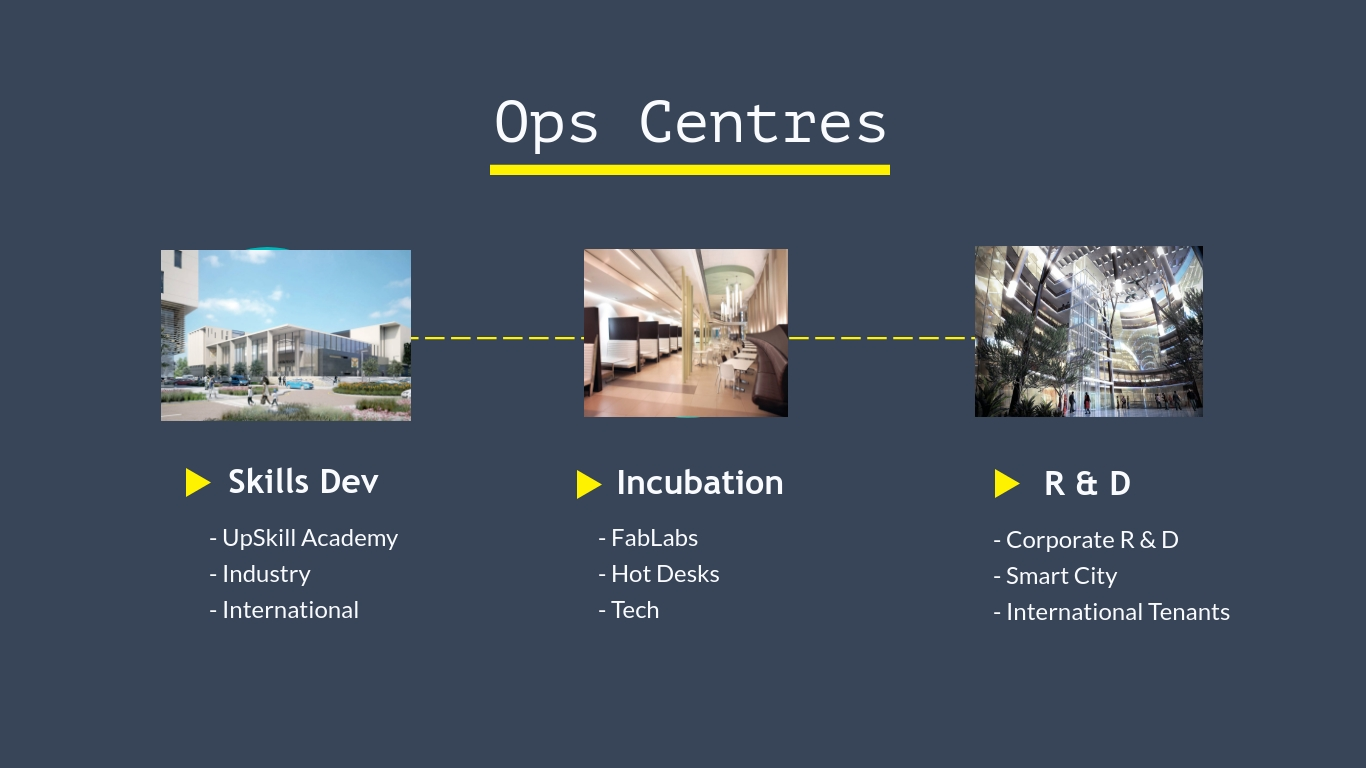 Ops Centres
Skills Dev
- UpSkill Academy
- Industry
- International
Incubation
- FabLabs
- Hot Desks
- Tech
R & D
- Corporate R & D
- Smart City
- International Tenants